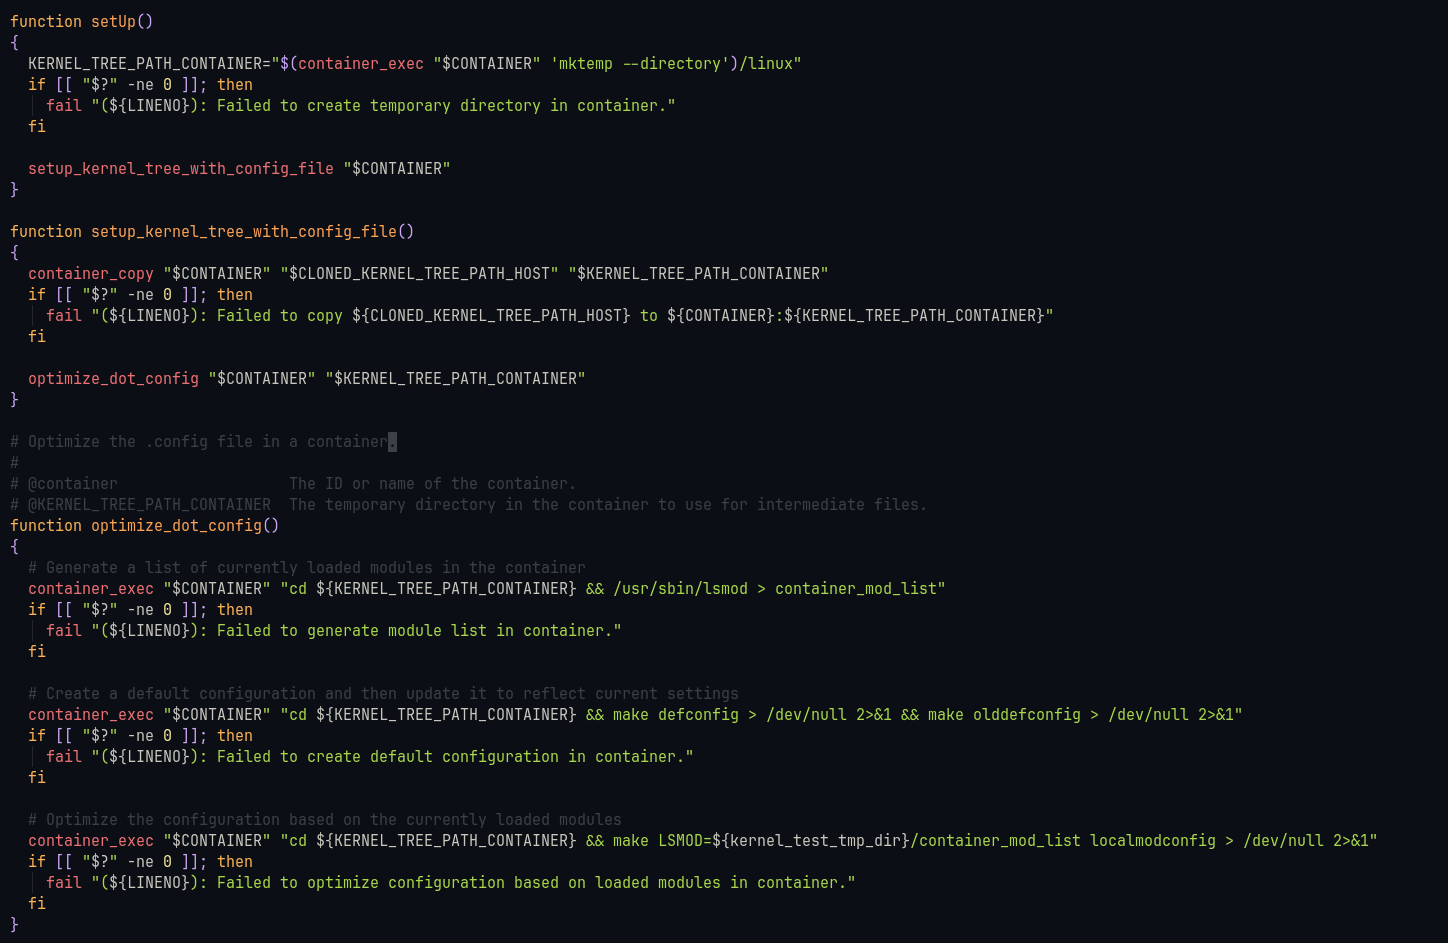 function setUp()
{
  KERNEL_TREE_PATH_CONTAINER="$(container_exec "$CONTAINER" 'mktemp --directory')/linux"
  if [[ "$?" -ne 0 ]]; then
    fail "(${LINENO}): Failed to create temporary directory in container."
  fi

  setup_kernel_tree_with_config_file "$CONTAINER"
}

function setup_kernel_tree_with_config_file()
{
  container_copy "$CONTAINER" "$CLONED_KERNEL_TREE_PATH_HOST" "$KERNEL_TREE_PATH_CONTAINER"
  if [[ "$?" -ne 0 ]]; then
    fail "(${LINENO}): Failed to copy ${CLONED_KERNEL_TREE_PATH_HOST} to ${CONTAINER}:${KERNEL_TREE_PATH_CONTAINER}"
  fi

  optimize_dot_config "$CONTAINER" "$KERNEL_TREE_PATH_CONTAINER"
}

# Optimize the .config file in a container.
#
# @container                   The ID or name of the container.
# @KERNEL_TREE_PATH_CONTAINER  The temporary directory in the container to use for intermediate files.
function optimize_dot_config()
{
  # Generate a list of currently loaded modules in the container
  container_exec "$CONTAINER" "cd ${KERNEL_TREE_PATH_CONTAINER} && /usr/sbin/lsmod > container_mod_list"
  if [[ "$?" -ne 0 ]]; then
    fail "(${LINENO}): Failed to generate module list in container."
  fi

  # Create a default configuration and then update it to reflect current settings
  container_exec "$CONTAINER" "cd ${KERNEL_TREE_PATH_CONTAINER} && make defconfig > /dev/null 2>&1 && make olddefconfig > /dev/null 2>&1"
  if [[ "$?" -ne 0 ]]; then
    fail "(${LINENO}): Failed to create default configuration in container."
  fi

  # Optimize the configuration based on the currently loaded modules
  container_exec "$CONTAINER" "cd ${KERNEL_TREE_PATH_CONTAINER} && make LSMOD=${kernel_test_tmp_dir}/container_mod_list localmodconfig > /dev/null 2>&1"
  if [[ "$?" -ne 0 ]]; then
    fail "(${LINENO}): Failed to optimize configuration based on loaded modules in container."
  fi
}